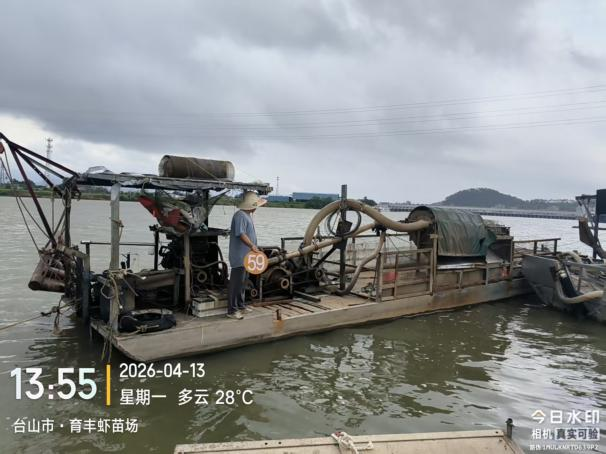 59
13:55
2026-04-13
星期一 多云 28°C
台山市·育丰虾苗场
今日水印
相机 真实可验